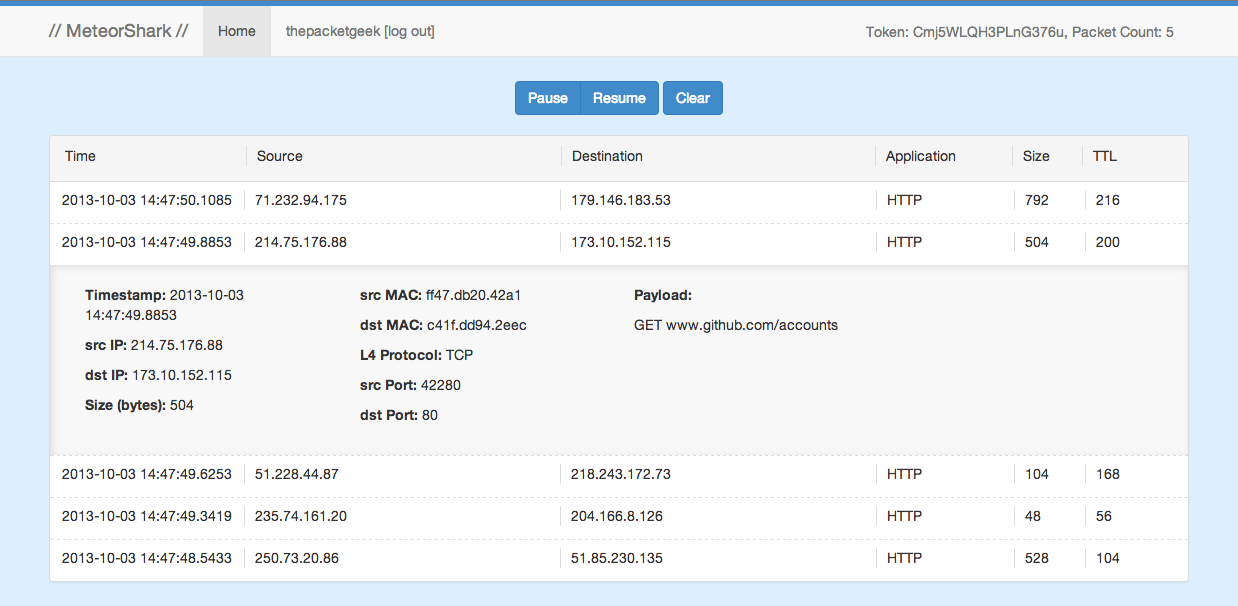 // MeteorShark // Home thepacketgeek [log out] Token: Cmj5WLQH3PLnG376u, Packet Count: 5
Pause Resume Clear
Time Source Destination Application Size TTL
2013-10-03 14:47:50.1085 71.232.94.175 179.146.183.53 HTTP 792 216
2013-10-03 14:47:49.8853 214.75.176.88 173.10.152.115 HTTP 504 200
Timestamp: 2013-10-03
14:47:49.8853
src IP: 214.75.176.88
dst IP: 173.10.152.115
Size (bytes): 504
src MAC: ff47.db20.42a1
dst MAC: c41f.dd94.2eec
L4 Protocol: TCP
src Port: 42280
dst Port: 80
Payload:
GET www.github.com/accounts
2013-10-03 14:47:49.6253 51.228.44.87 218.243.172.73 HTTP 104 168
2013-10-03 14:47:49.3419 235.74.161.20 204.166.8.126 HTTP 48 56
2013-10-03 14:47:48.5433 250.73.20.86 51.85.230.135 HTTP 528 104